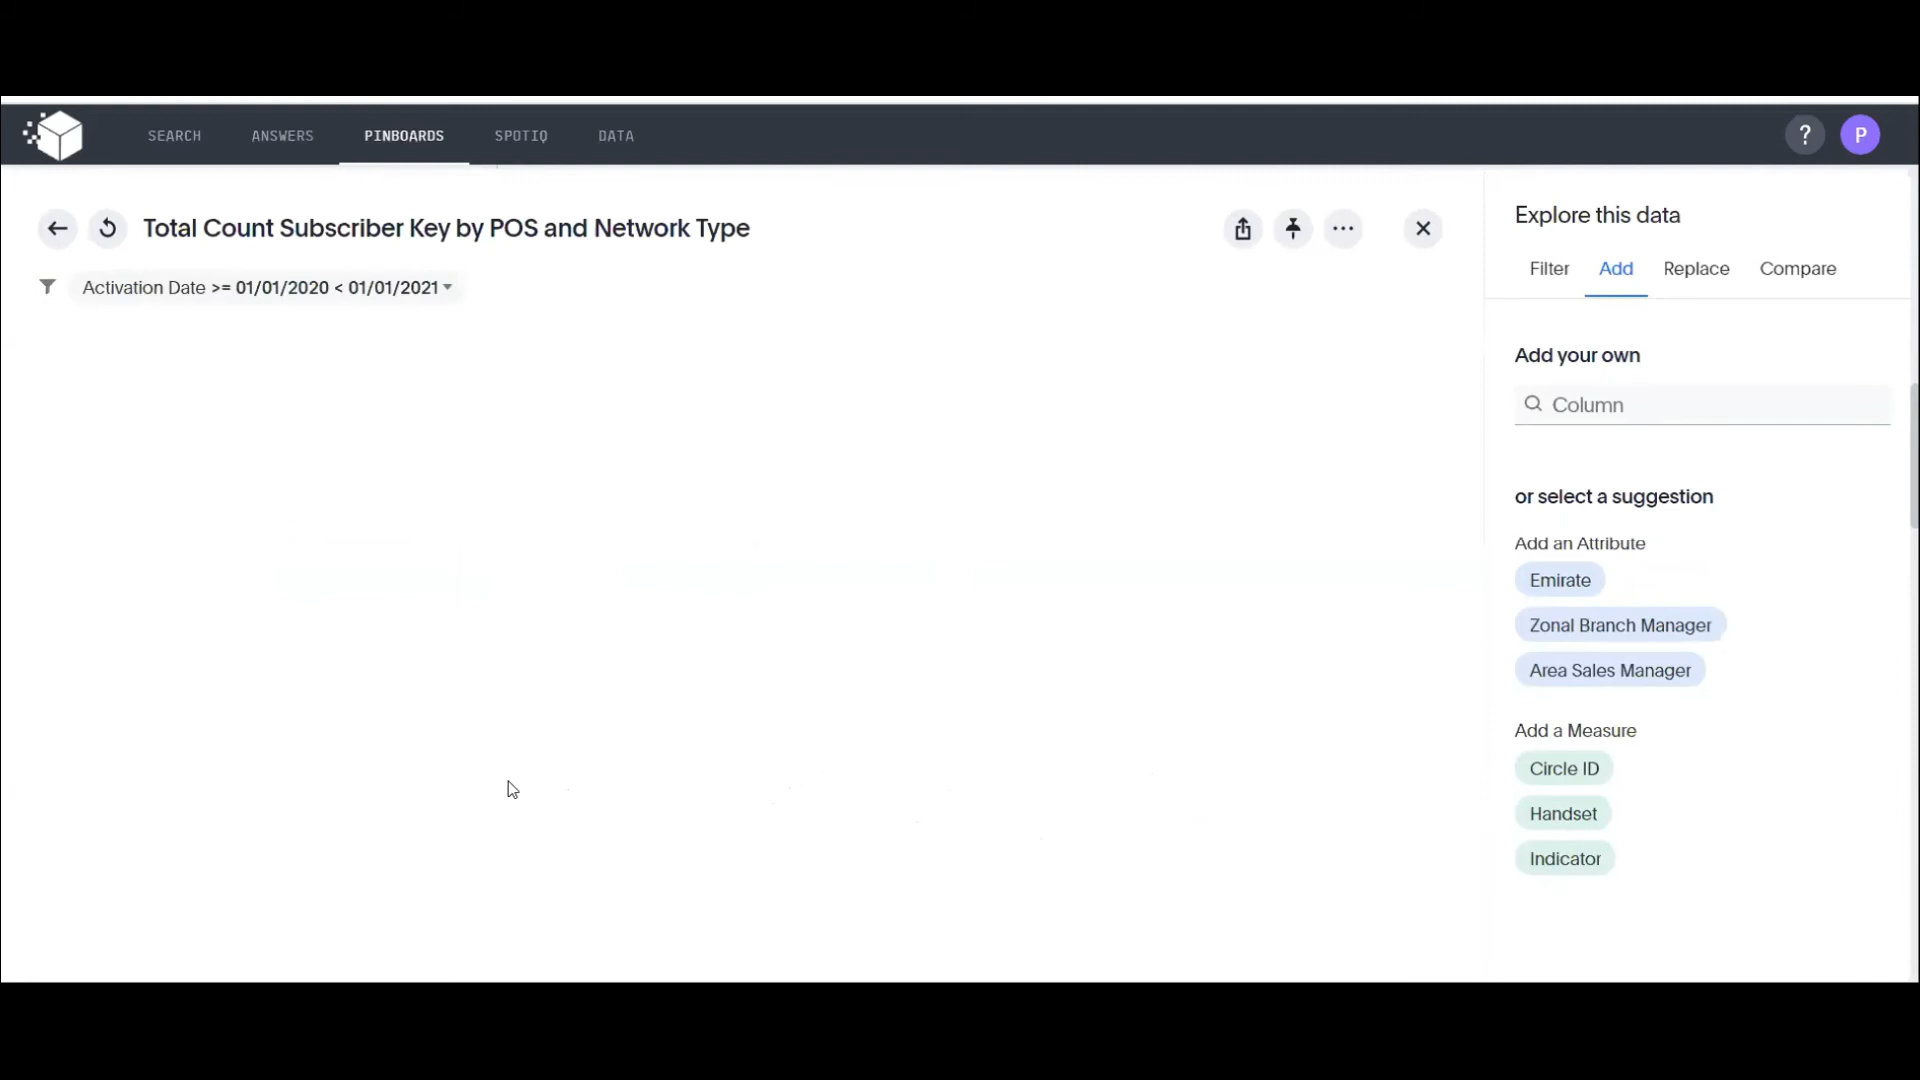 SEARCH ANSWERS PINBOARDS SPOTIQ DATA ? P
Total Count Subscriber Key by POS and Network Type
Activation Date >= 01/01/2020 < 01/01/2021
Explore this data
Filter Add Replace Compare
Add your own
Column
or select a suggestion
Add an Attribute
Emirate
Zonal Branch Manager
Area Sales Manager
Add a Measure
Circle ID
Handset
Indicator